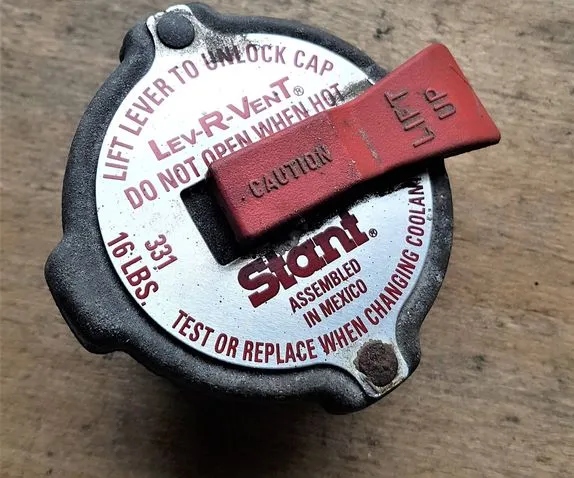 LIFT LEVER TO UNLOCK CAP
LEV-R-VENT®
DO NOT OPEN WHEN HOT
CAUTION
LIFT
UP
331
16 LBS.
Stant®
ASSEMBLED
IN MEXICO
TEST OR REPLACE WHEN CHANGING COOLANT